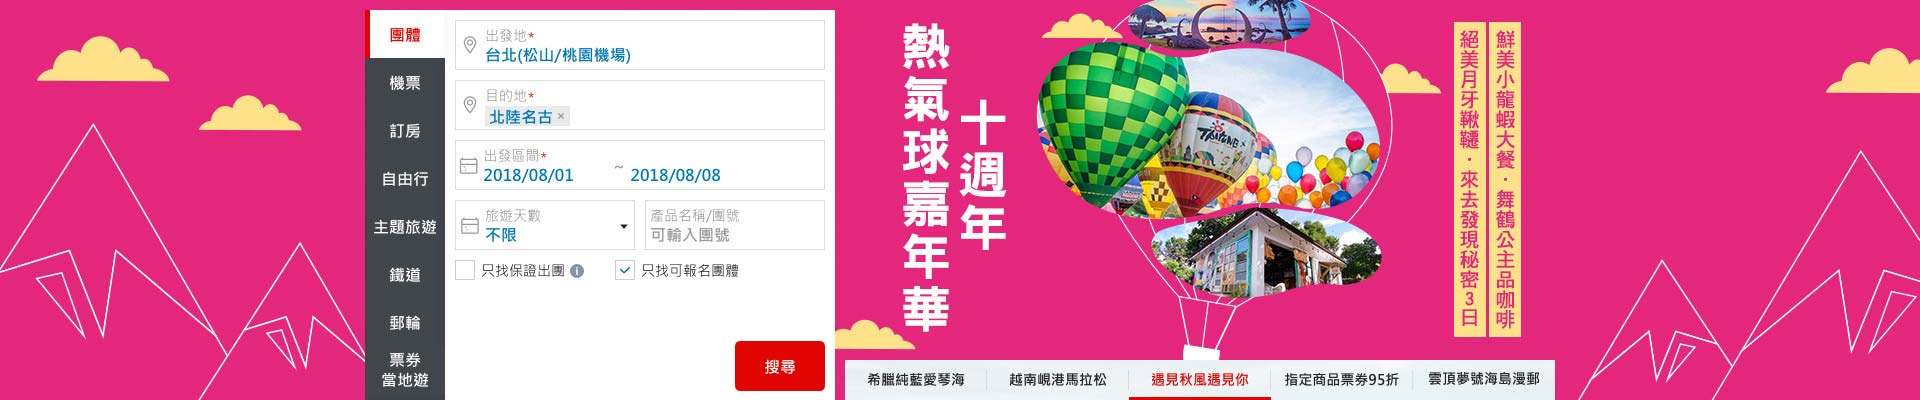 團體
機票
訂房
自由行
主題旅遊
鐵道
郵輪
票券
當地遊
出發地*
台北(松山/桃園機場)
目的地*
北陸名古 ×
出發區間*
2018/08/01 ~ 2018/08/08
旅遊天數
不限
產品名稱/團號
可輸入團號
只找保證出團 i
只找可報名團體
搜尋
十週年
熱氣球嘉年華
TAITUNG
鮮美小龍蝦大餐·舞鶴公主品咖啡
絕美月牙鞦韆·來去發現秘密3日
希臘純藍愛琴海
越南峴港馬拉松
遇見秋風遇見你
指定商品票券95折
雲頂夢號海島漫郵